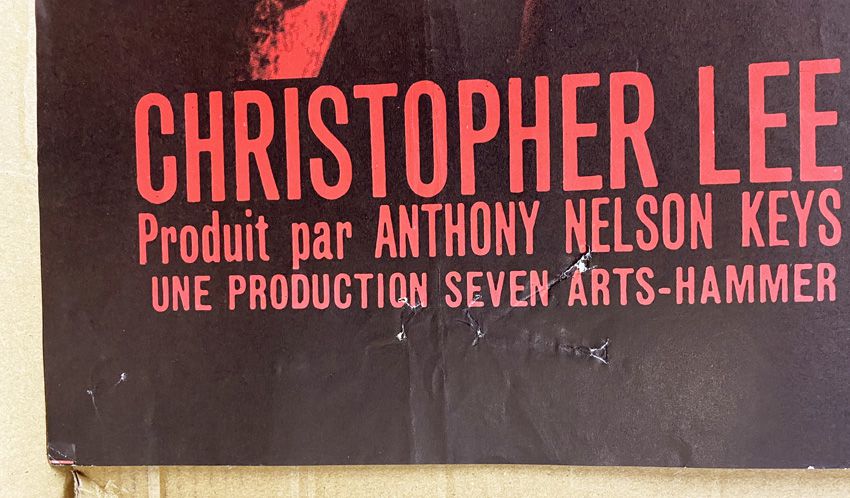 CHRISTOPHER LEE
Produit par ANTHONY NELSON KEYS
UNE PRODUCTION SEVEN ARTS-HAMMER